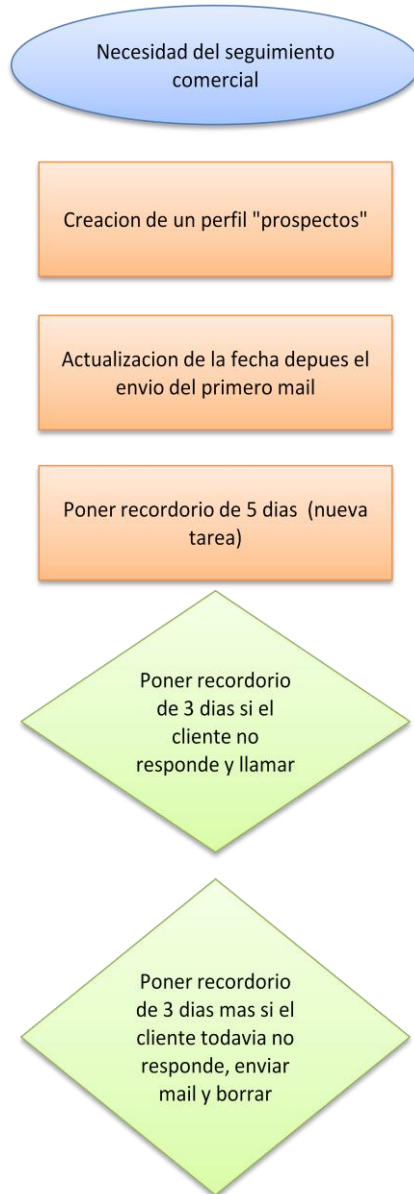 Necesidad del seguimiento
comercial
Creacion de un perfil "prospectos"
Actualizacion de la fecha depues el
envio del primero mail
Poner recordorio de 5 dias  (nueva
tarea)
Poner recordorio
de 3 dias si el
cliente no
responde y llamar
Poner recordorio
de 3 dias mas si el
cliente todavia no
responde, enviar
mail y borrar